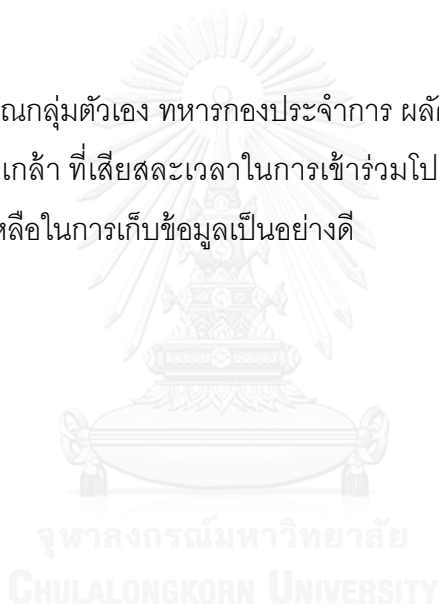 ณกลุ่มตัวเอง ทหารกองประจำการ ผลั
เกล้า ที่เสียสละเวลาในการเข้าร่วมโป
หลือในการเก็บข้อมูลเป็นอย่างดี
จุฬาลงกรณ์มหาวิทยาลัย
CHULALONGKORN UNIVERSITY